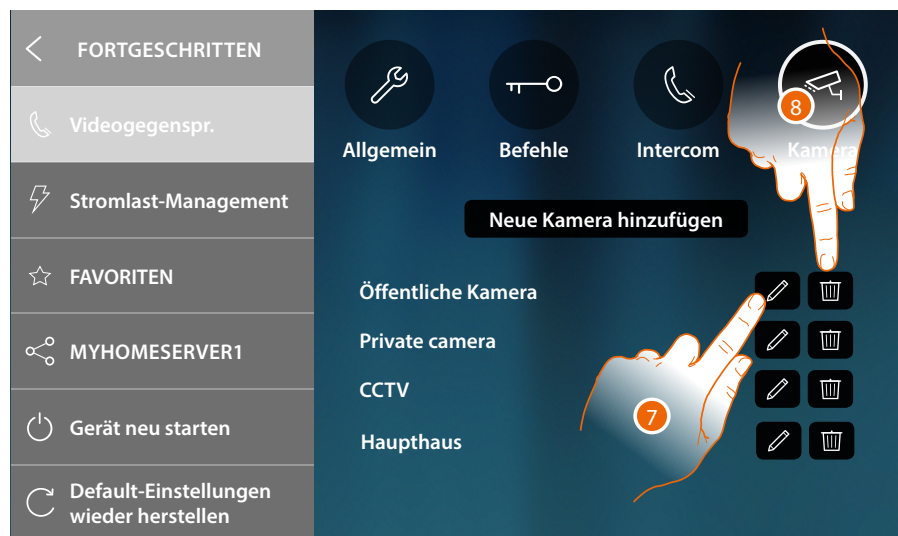 FORTGESCHRITTEN
Videogegenspr.
Stromlast-Management
FAVORITEN
MYHOMESERVER1
Gerät neu starten
Default-Einstellungen
wieder herstellen
8
Allgemein
Befehle
Intercom
Kamera
Neue Kamera hinzufügen
Öffentliche Kamera
Private camera
CCTV
Haupthaus
7